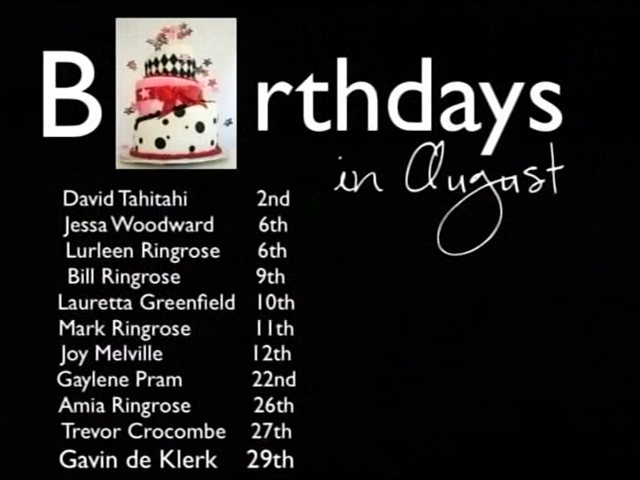 B rthdays
in August
David Tahitahi 2nd
Jessa Woodward 6th
Lurleen Ringrose 6th
Bill Ringrose 9th
Lauretta Greenfield 10th
Mark Ringrose 11th
Joy Melville 12th
Gaylene Pram 22nd
Amia Ringrose 26th
Trevor Crocombe 27th
Gavin de Klerk 29th